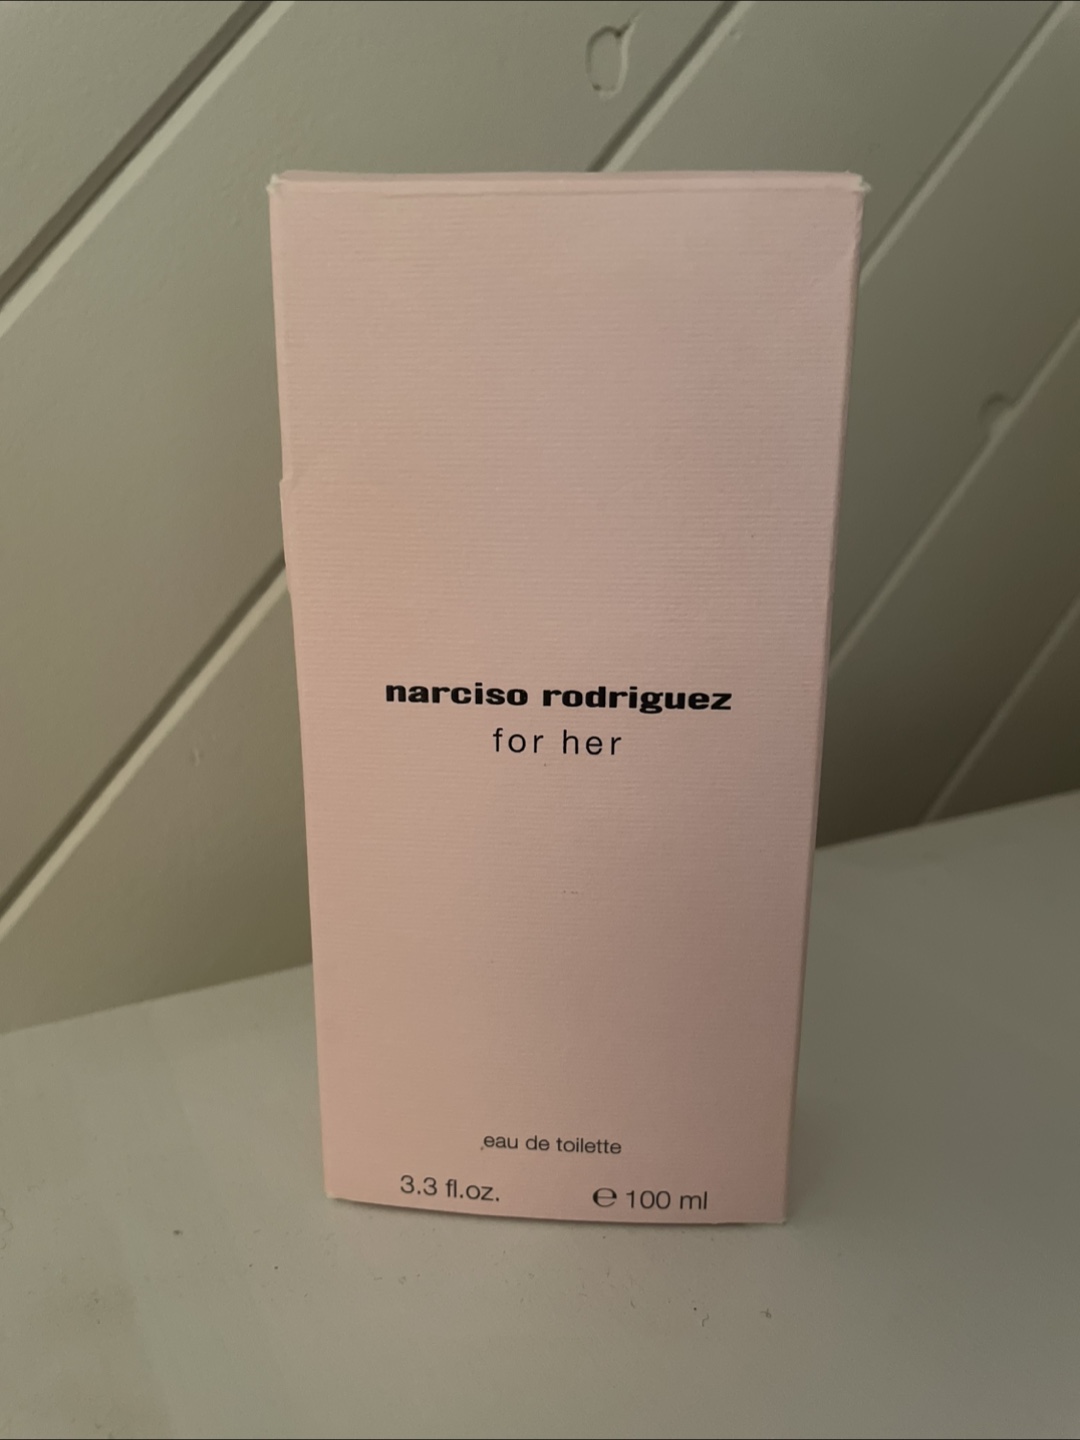 narciso rodriguez
for her
eau de toilette
3.3 fl.oz. ℮ 100 ml